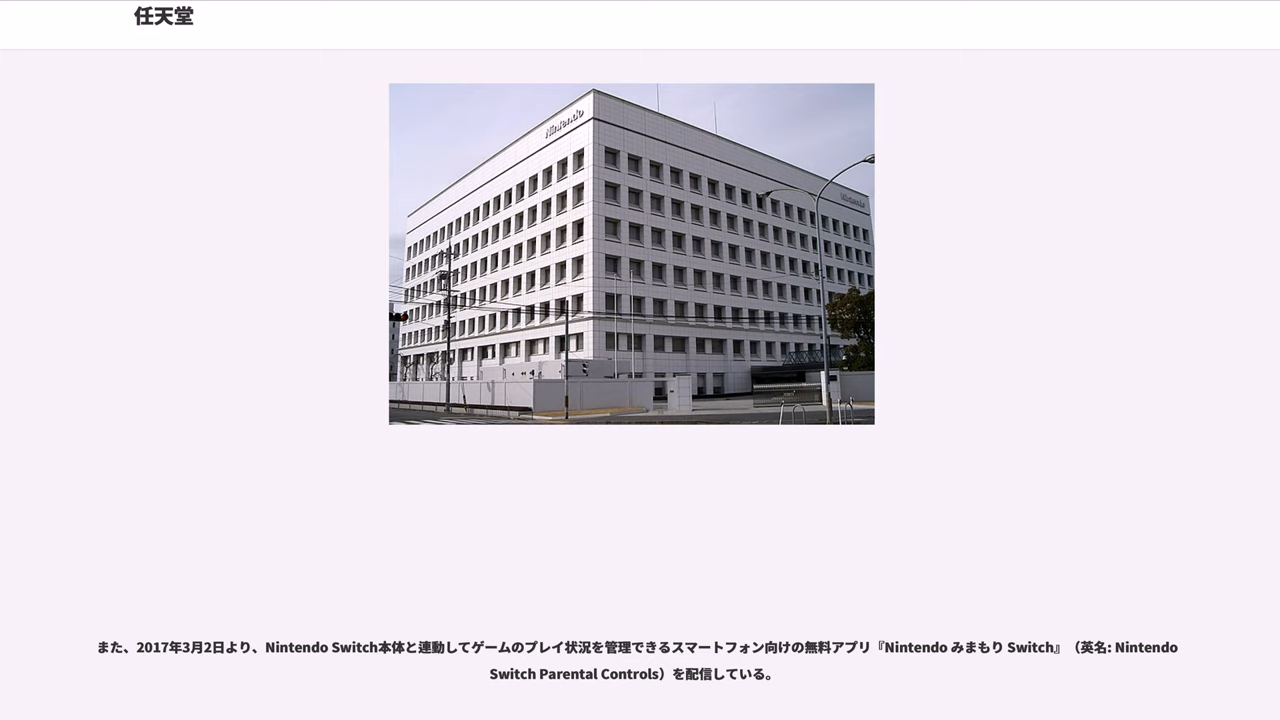 任天堂
Nintendo
Nintendo
また、2017年3月2日より、Nintendo Switch本体と連動してゲームのプレイ状況を管理できるスマートフォン向けの無料アプリ『Nintendo みまもり Switch』（英名: Nintendo
Switch Parental Controls）を配信している。